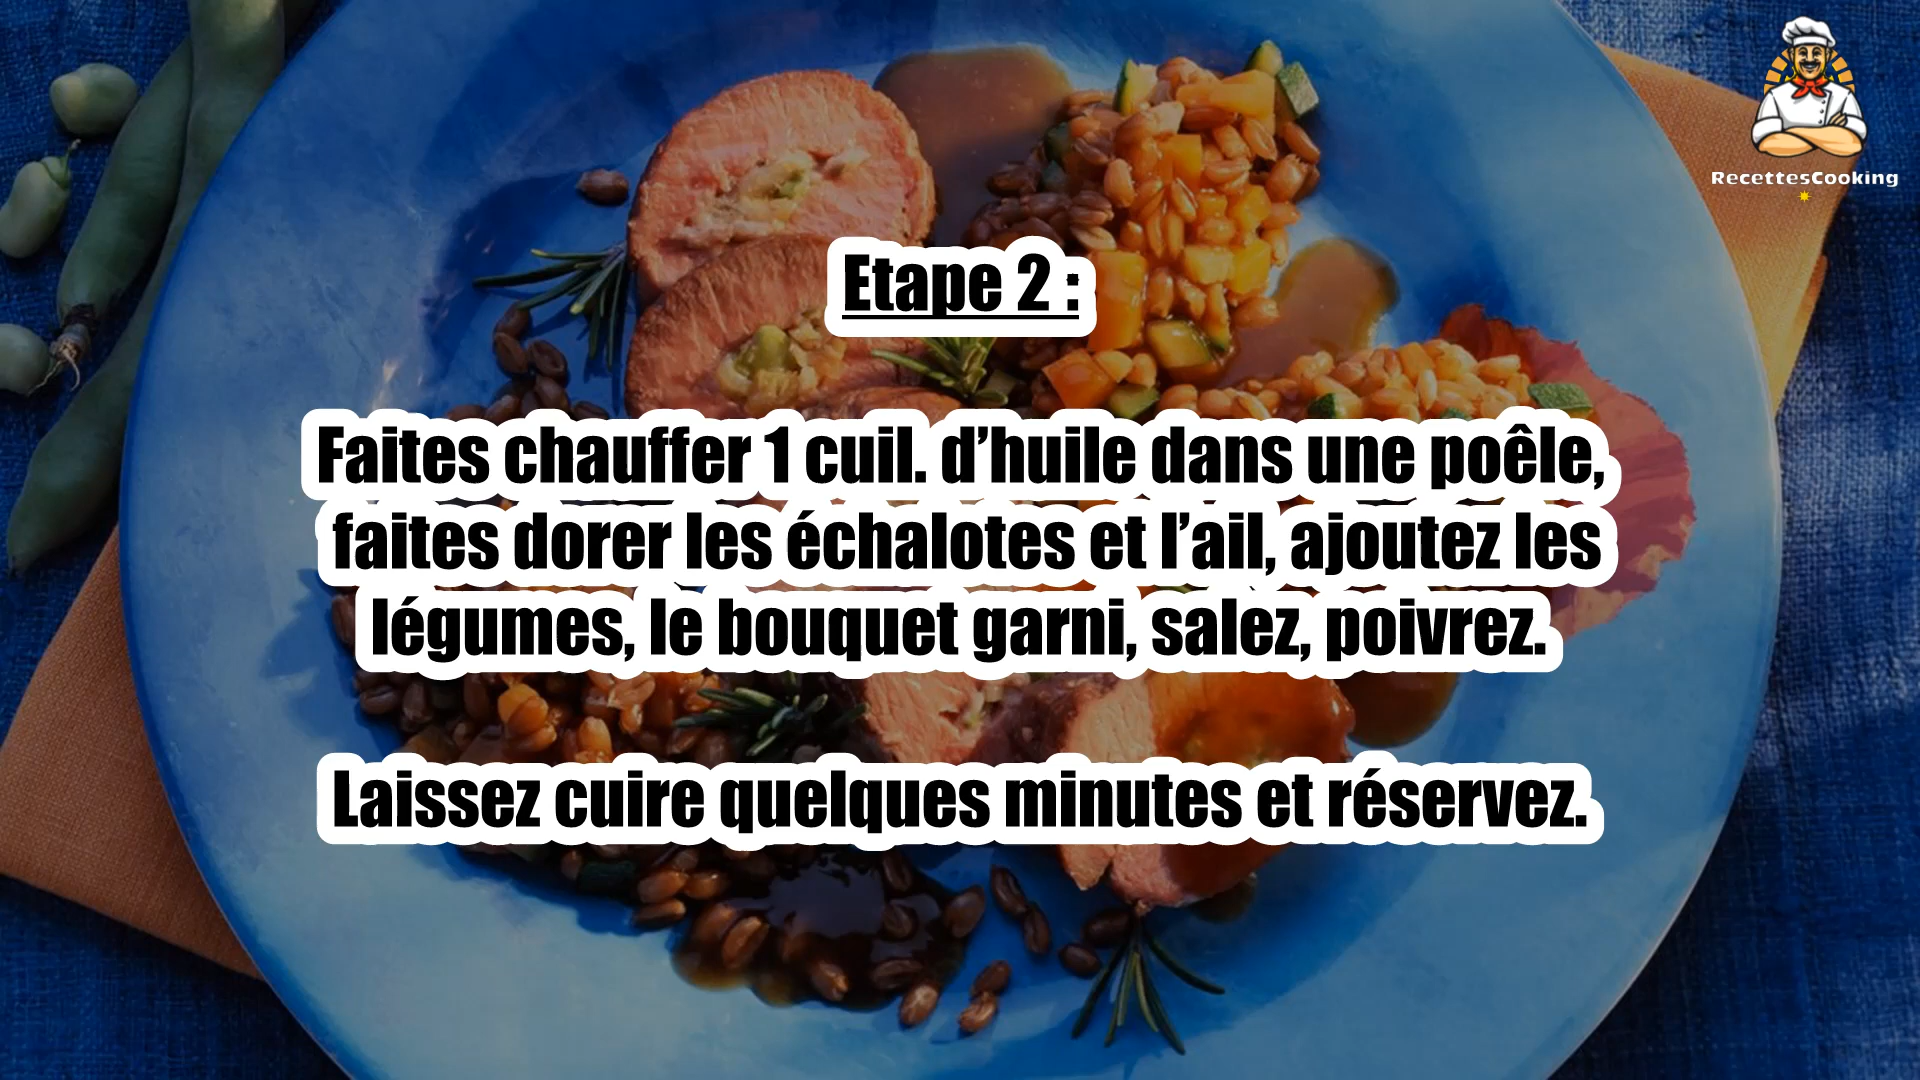 RecettesCooking
Etape 2 :
Faites chauffer 1 cuil. d’huile dans une poêle,
faites dorer les échalotes et l’ail, ajoutez les
légumes, le bouquet garni, salez, poivrez.
Laissez cuire quelques minutes et réservez.